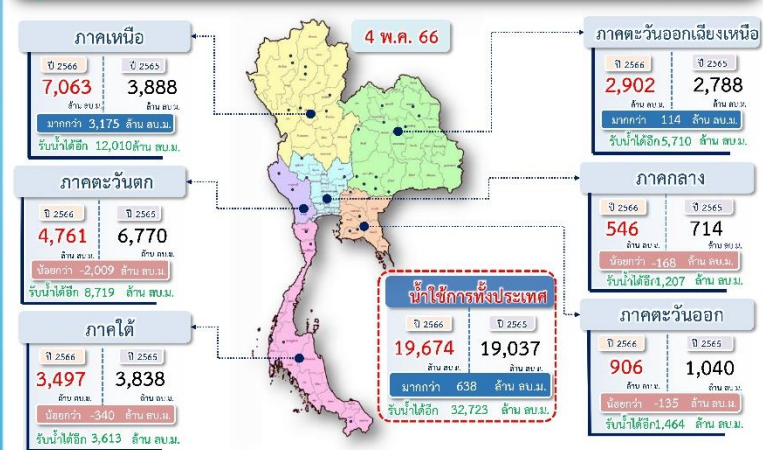 4 พ.ค. 66
ภาคเหนือ
ปี 2566 ปี 2565
7,063 3,888
ล้าน ลบ.ม. ล้าน ลบ.ม.
มากกว่า 3,175 ล้าน ลบ.ม.
รับน้ำได้อีก 12,010ล้าน ลบ.ม.
ภาคตะวันตก
ปี 2566 ปี 2565
4,761 6,770
ล้าน ลบ.ม. ล้าน ลบ.ม.
น้อยกว่า -2,009 ล้าน ลบ.ม.
รับน้ำได้อีก 8,719 ล้าน ลบ.ม.
ภาคใต้
ปี 2566 ปี 2565
3,497 3,838
ล้าน ลบ.ม. ล้าน ลบ.ม.
น้อยกว่า -340 ล้าน ลบ.ม.
รับน้ำได้อีก 3,613 ล้าน ลบ.ม.
น้ำใช้การทั้งประเทศ
ปี 2566 ปี 2565
19,674 19,037
ล้าน ลบ.ม. ล้าน ลบ.ม.
มากกว่า 638 ล้าน ลบ.ม.
รับน้ำได้อีก 32,723 ล้าน ลบ.ม.
ภาคตะวันออกเฉียงเหนือ
ปี 2566 ปี 2565
2,902 2,788
ล้าน ลบ.ม. ล้าน ลบ.ม.
มากกว่า 114 ล้าน ลบ.ม.
รับน้ำได้อีก5,710 ล้าน ลบ.ม.
ภาคกลาง
ปี 2566 ปี 2565
546 714
ล้าน ลบ.ม. ล้าน ลบ.ม.
น้อยกว่า -168 ล้าน ลบ.ม.
รับน้ำได้อีก1,207 ล้าน ลบ.ม.
ภาคตะวันออก
ปี 2566 ปี 2565
906 1,040
ล้าน ลบ.ม. ล้าน ลบ.ม.
น้อยกว่า -135 ล้าน ลบ.ม.
รับน้ำได้อีก1,464 ล้าน ลบ.ม.